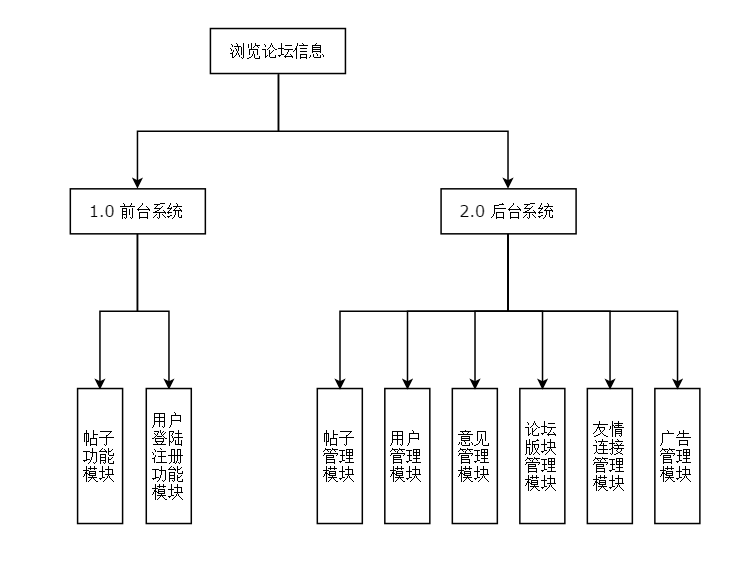 浏览论坛信息
1.0 前台系统
2.0 后台系统
帖子
功能
模块
用户
登陆
注册
功能
模块
帖子
管理
模块
用户
管理
模块
意见
管理
模块
论坛
版块
管理
模块
友情
连接
管理
模块
广告
管理
模块